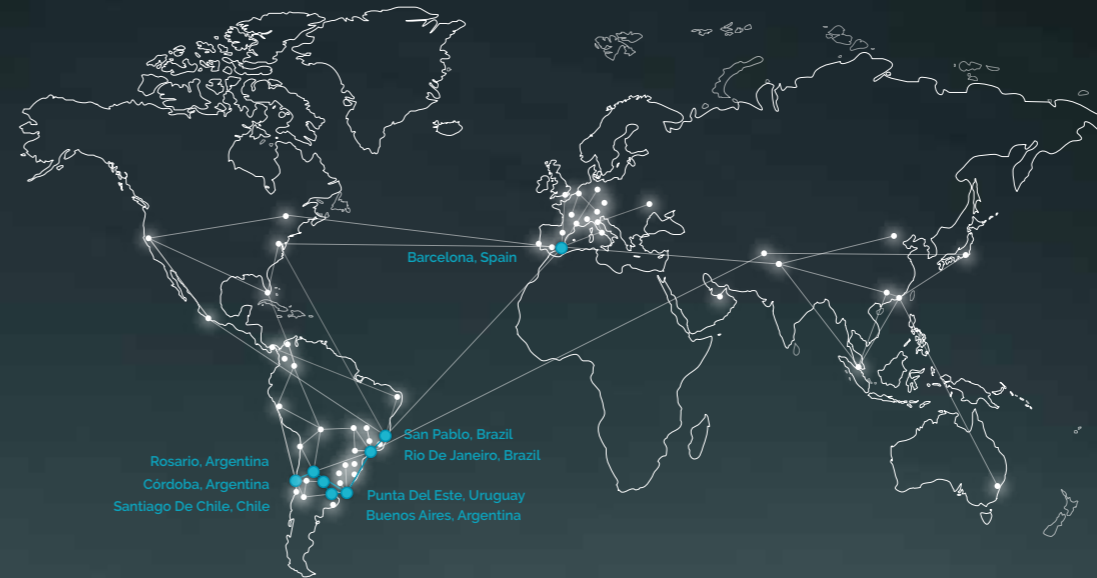 Barcelona, Spain
San Pablo, Brazil
Rio De Janeiro, Brazil
Rosario, Argentina
Córdoba, Argentina
Santiago De Chile, Chile
Punta Del Este, Uruguay
Buenos Aires, Argentina